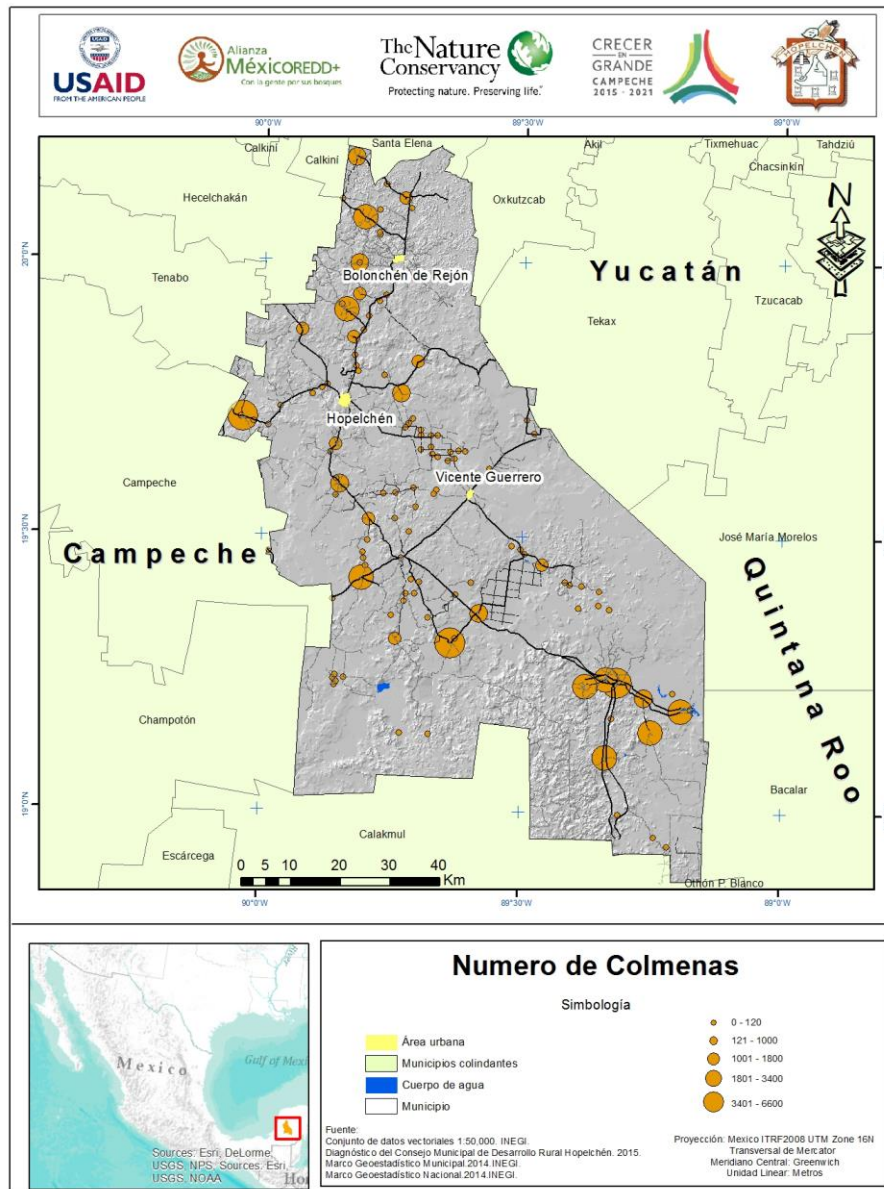 USAID
FROM THE AMERICAN PEOPLE
Alianza
MéxicoREDD+
Con la gente por sus bosques
The Nature
Conservancy
Protecting nature. Preserving life.
CRECER
EN
GRANDE
CAMPECHE
2015 - 2021
HOPELCHEN
90°0'W
89°30'W
89°0'W
Calkiní
Calkiní
Santa Elena
Akil
Tixmehuac
Tahdziú
Chacsinkín
Hecelchakán
Oxkutzcab
N
20°0'N
Bolonchén de Rejón
Yucatán
Tenabo
Tzucacab
Tekax
Hopelchén
Vicente Guerrero
Campeche
19°30'N
José María Morelos
Campeche
Quintana Roo
Champotón
19°0'N
Bacalar
Calakmul
Escárcega
Othón P. Blanco
0 5 10 20 30 40
Km
90°0'W
89°30'W
89°0'W
Mexico
Gulf of Mexi
Sources: Esri, DeLorme,
USGS, NPS, Sources: Esri,
USGS, NOAA
Ho
Numero de Colmenas
Simbología
Área urbana
Municipios colindantes
Cuerpo de agua
Municipio
0 - 120
121 - 1000
1001 - 1800
1801 - 3400
3401 - 6600
Fuente:
Conjunto de datos vectoriales 1:50,000. INEGI.
Diagnóstico del Consejo Municipal de Desarrollo Rural Hopelchén. 2015.
Marco Geoestadístico Municipal.2014.INEGI.
Marco Geoestadístico Nacional.2014.INEGI.
Proyección: Mexico ITRF2008 UTM Zone 16N
Transversal de Mercator
Meridiano Central: Greenwich
Unidad Linear: Metros